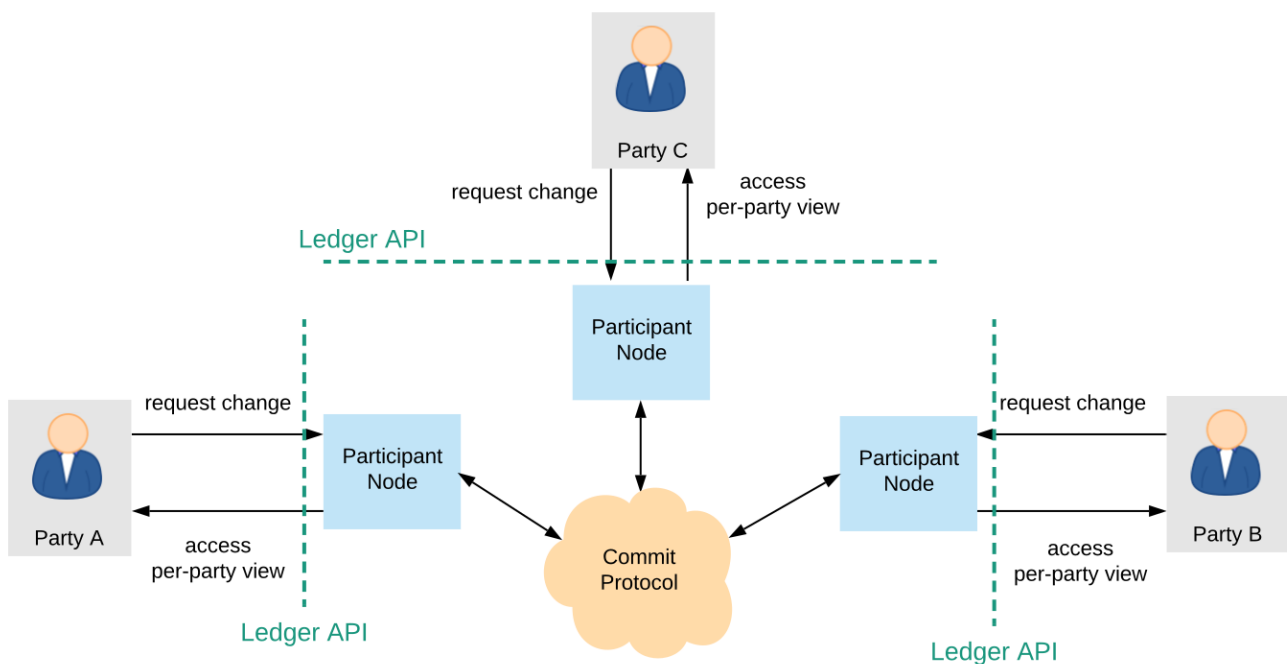 Party C
request change
access
per-party view
Ledger API
Participant
Node
request change
Participant
Node
Party A
access
per-party view
Ledger API
Commit
Protocol
request change
Participant
Node
Party B
access
per-party view
Ledger API